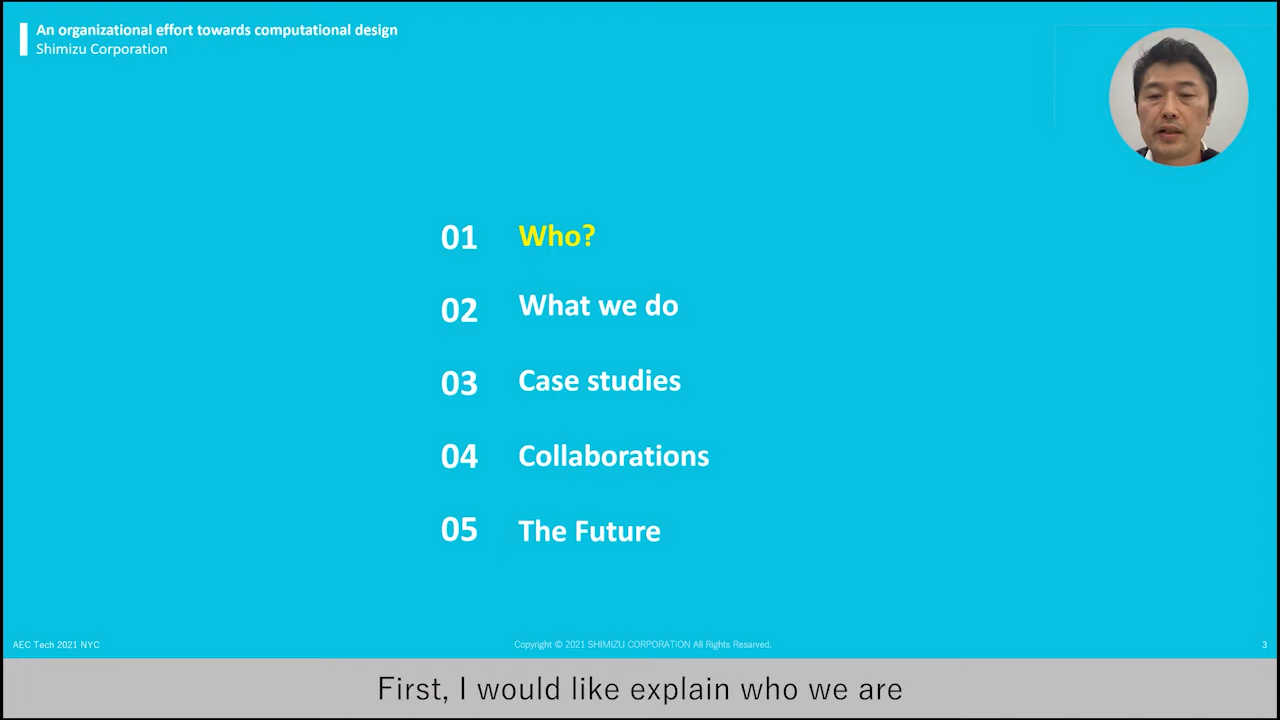 An organizational effort towards computational design
Shimizu Corporation
01 Who?
02 What we do
03 Case studies
04 Collaborations
05 The Future
AEC Tech 2021 NYC
Copyright © 2021 SHIMIZU CORPORATION All Rights Resarved.
3
First, I would like explain who we are